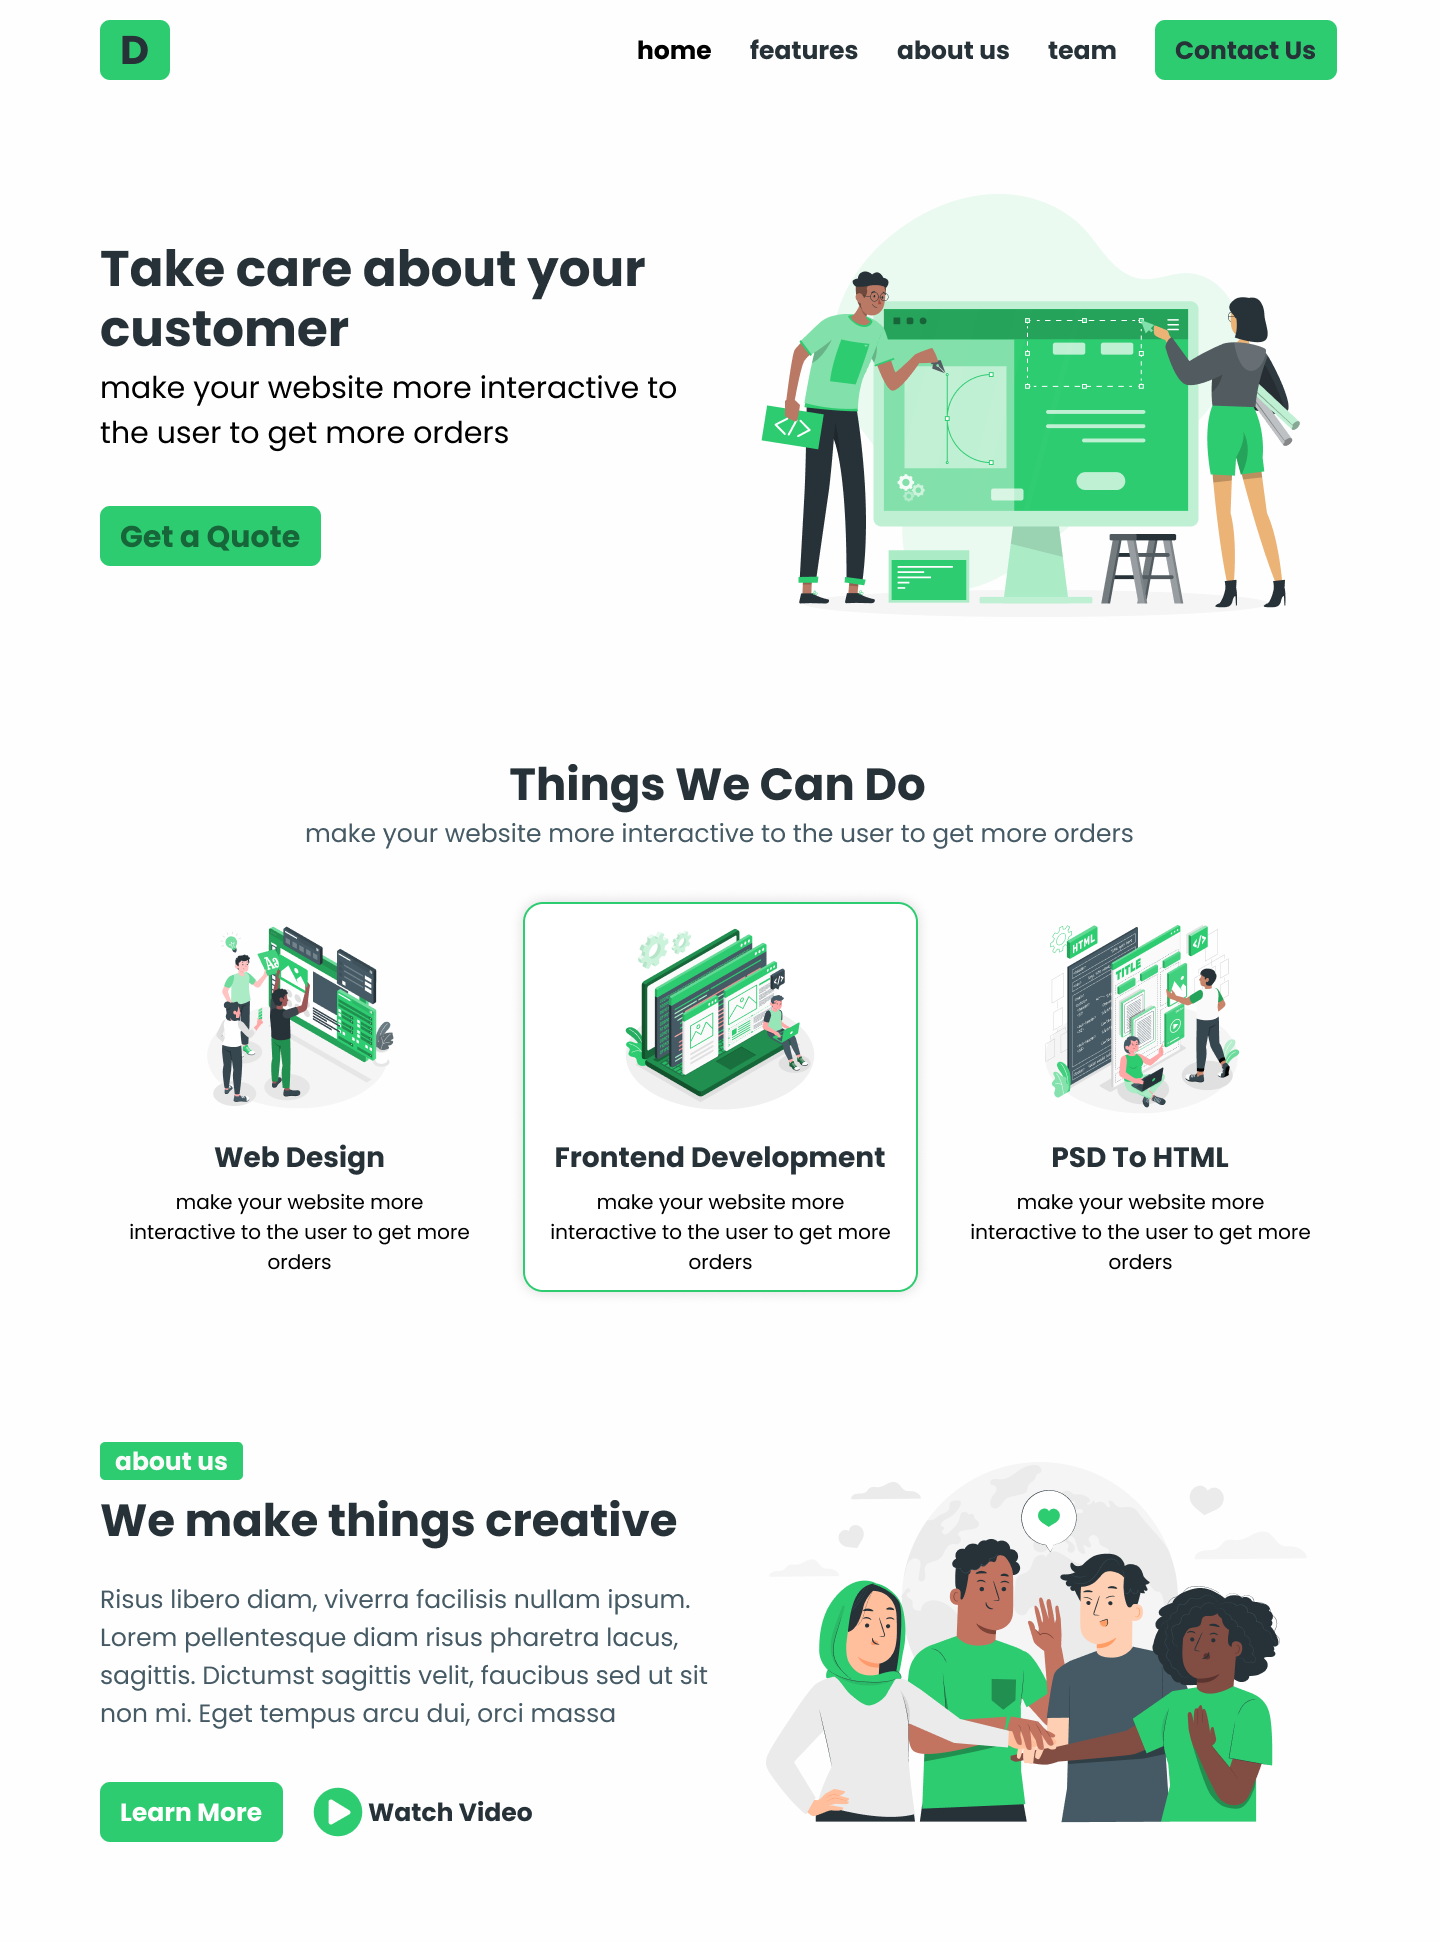 D
home features about us team Contact Us
Take care about your
customer
make your website more interactive to
the user to get more orders
Get a Quote
</>
Things We Can Do
make your website more interactive to the user to get more orders
Aa
</>
HTML
TITLE
</>
Web Design
make your website more
interactive to the user to get more
orders
Frontend Development
make your website more
interactive to the user to get more
orders
PSD To HTML
make your website more
interactive to the user to get more
orders
about us
We make things creative
Risus libero diam, viverra facilisis nullam ipsum.
Lorem pellentesque diam risus pharetra lacus,
sagittis. Dictumst sagittis velit, faucibus sed ut sit
non mi. Eget tempus arcu dui, orci massa
Learn More
Watch Video